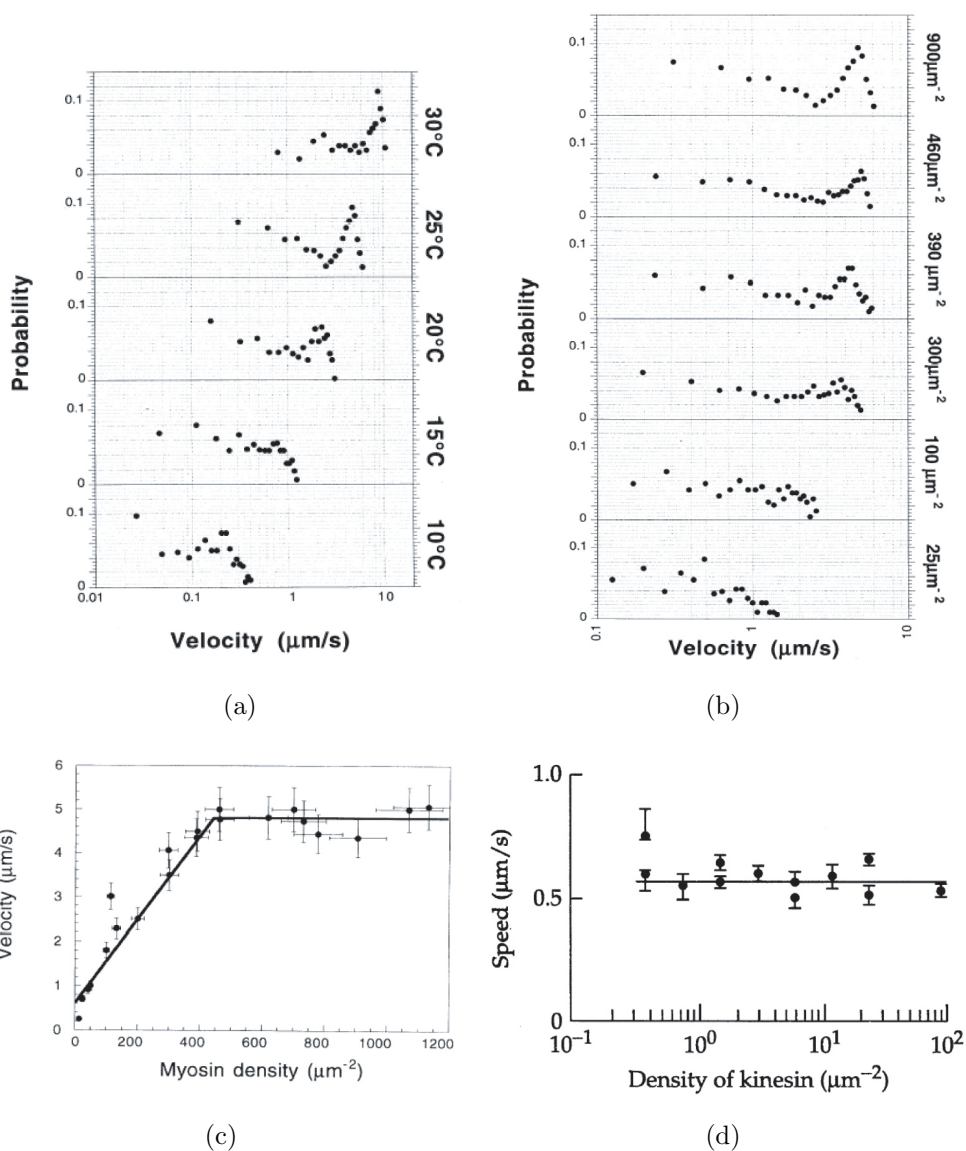 0.1
0
30°C
0.1
0
25°C
0.1
0
20°C
0.1
0
15°C
0.1
0
10°C
0.01
0.1
1
10
Probability
Velocity (μm/s)
(a)
0.1
0
900μm-2
0.1
0
460μm-2
0.1
0
390 μm-2
0.1
0
300μm-2
0.1
0
100 μm-2
0.1
0
25μm-2
0.1
1
10
Probability
Velocity (μm/s)
(b)
6
5
4
3
2
1
0
0
200
400
600
800
1000
1200
Velocity (μm/s)
Myosin density (μm-2)
(c)
1.0
0.5
0
10–1
100
101
102
Speed (μm/s)
Density of kinesin (μm–2)
(d)